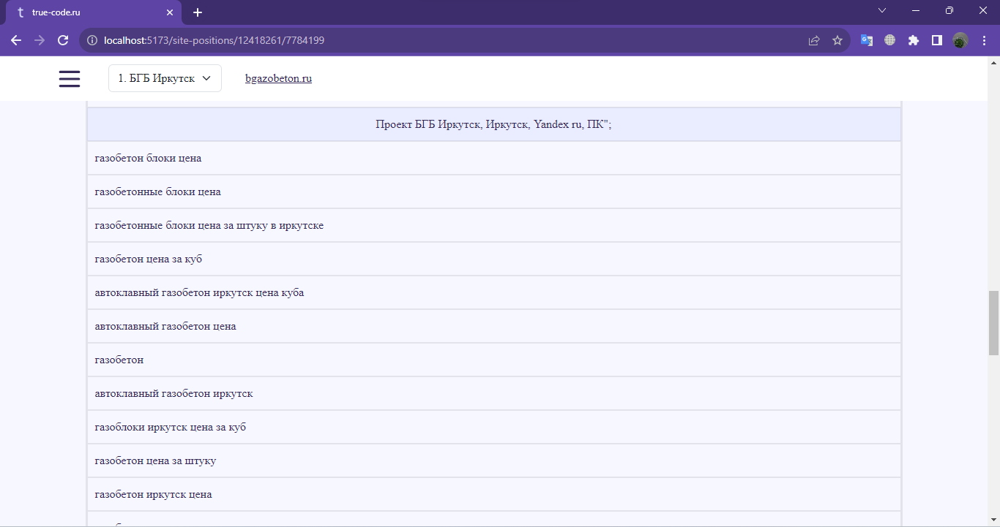 true-code.ru
localhost:5173/site-positions/12418261/7784199
1. БГБ Иркутск
bgazobeton.ru
Проект БГБ Иркутск, Иркутск, Yandex ru, ПК";
газобетон блоки цена
газобетонные блоки цена
газобетонные блоки цена за штуку в иркутске
газобетон цена за куб
автоклавный газобетон иркутск цена куба
автоклавный газобетон цена
газобетон
автоклавный газобетон иркутск
газоблоки иркутск цена за куб
газобетон цена за штуку
газобетон иркутск цена